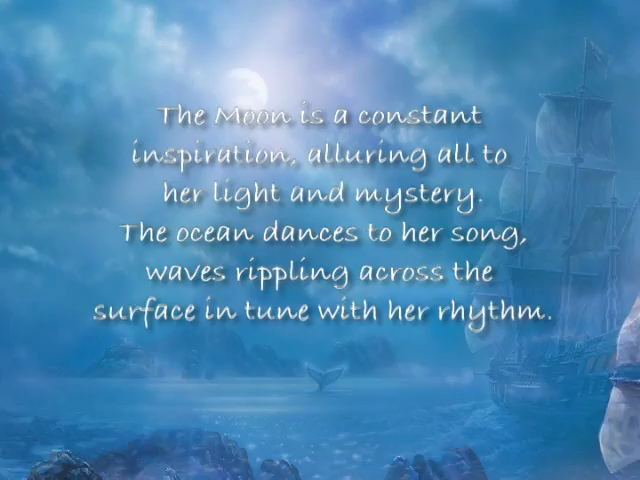 The Moon is a constant
inspiration, alluring all to
her light and mystery.
The ocean dances to her song,
waves rippling across the
surface in tune with her rhythm.